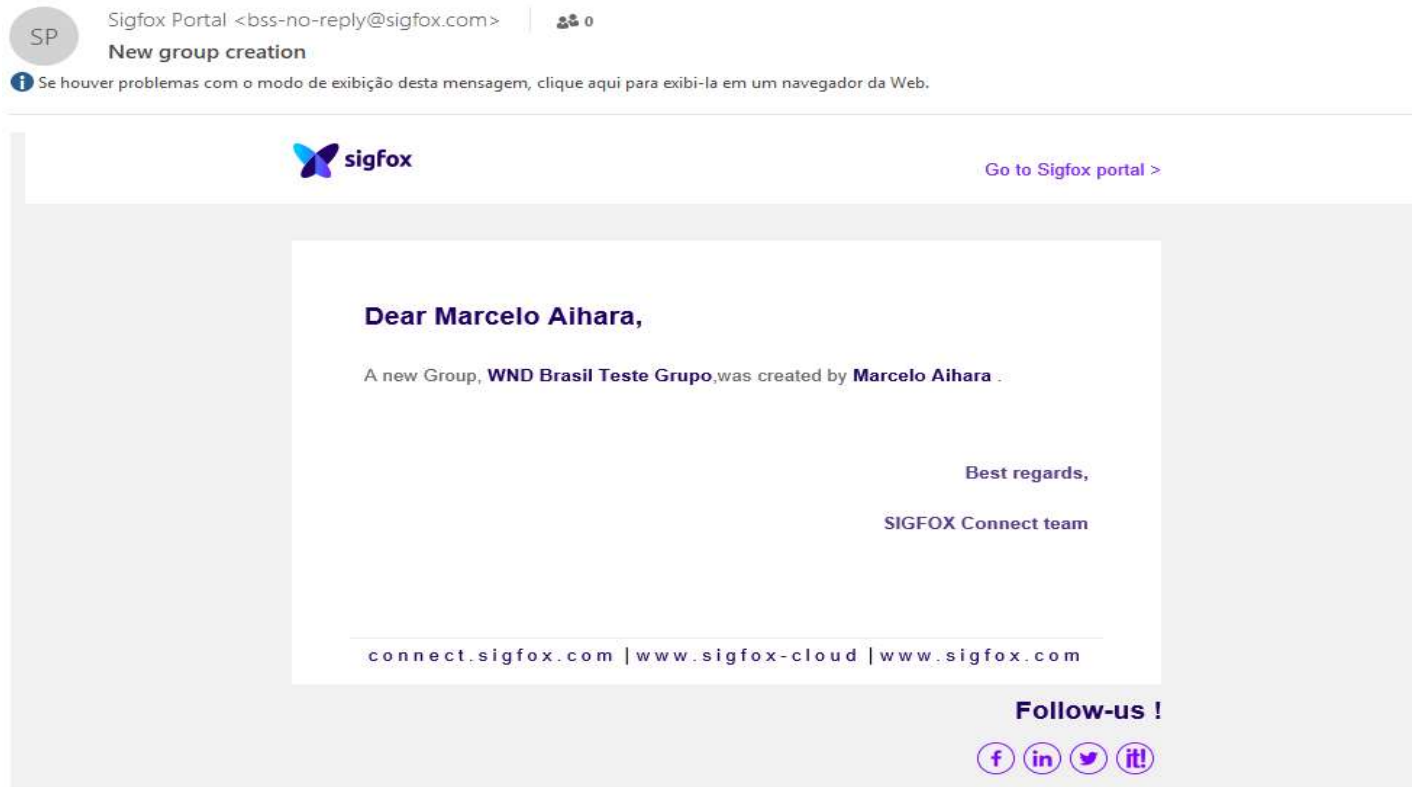 SP
Sigfox Portal <bss-no-reply@sigfox.com> 0
New group creation
Se houver problemas com o modo de exibição desta mensagem, clique aqui para exibi-la em um navegador da Web.
sigfox
Go to Sigfox portal >
Dear Marcelo Aihara,
A new Group, WND Brasil Teste Grupo,was created by Marcelo Aihara .
Best regards,
SIGFOX Connect team
connect.sigfox.com |www.sigfox-cloud |www.sigfox.com
Follow-us !
f in it!